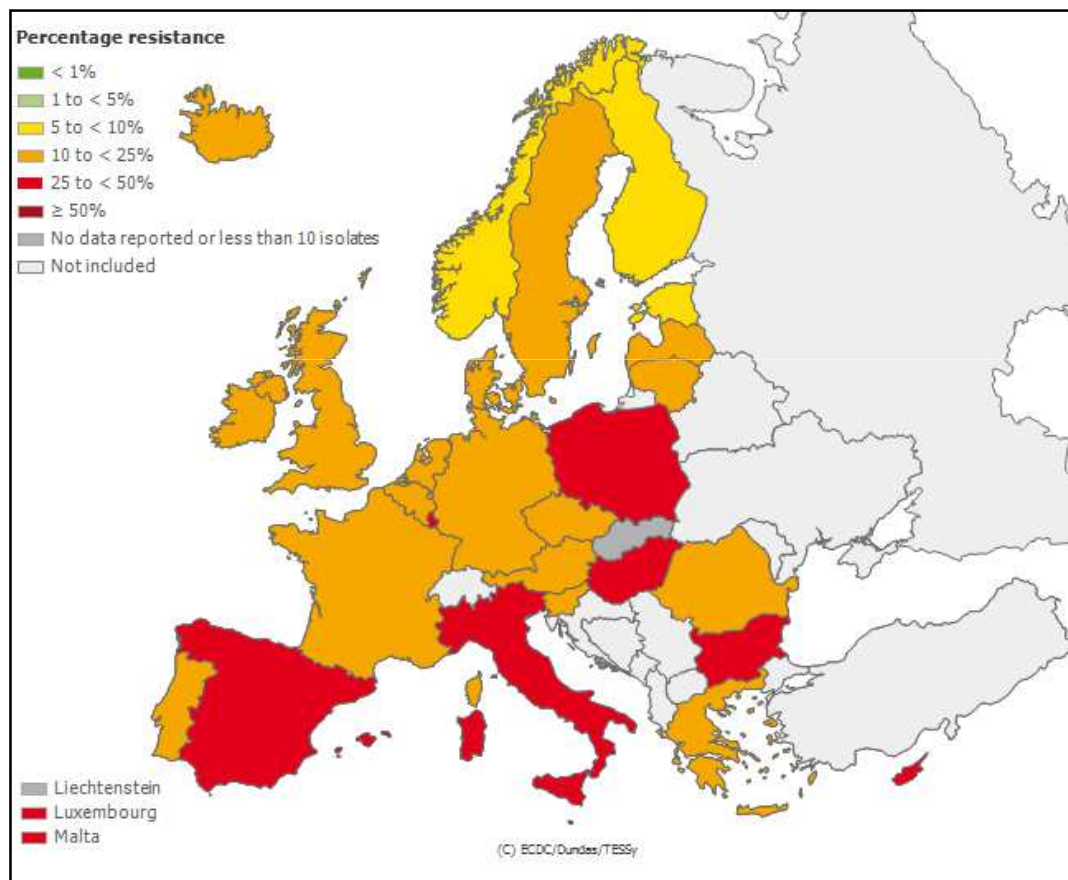 Percentage resistance
< 1%
1 to < 5%
5 to < 10%
10 to < 25%
25 to < 50%
≥ 50%
No data reported or less than 10 isolates
Not included
Liechtenstein
Luxembourg
Malta
(C) ECDC/Dundas/TESSy